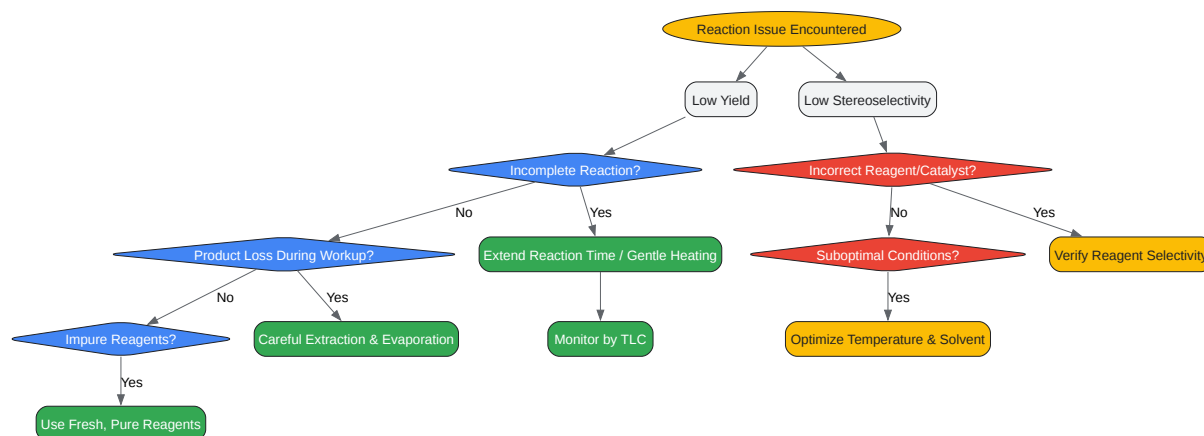 Reaction Issue Encountered
Low Yield
Low Stereoselectivity
Incomplete Reaction?
Incorrect Reagent/Catalyst?
No
Yes
No
Yes
Product Loss During Workup?
Extend Reaction Time / Gentle Heating
Suboptimal Conditions?
Verify Reagent Selectivity
No
Yes
Yes
Impure Reagents?
Careful Extraction & Evaporation
Monitor by TLC
Optimize Temperature & Solvent
Yes
Use Fresh, Pure Reagents